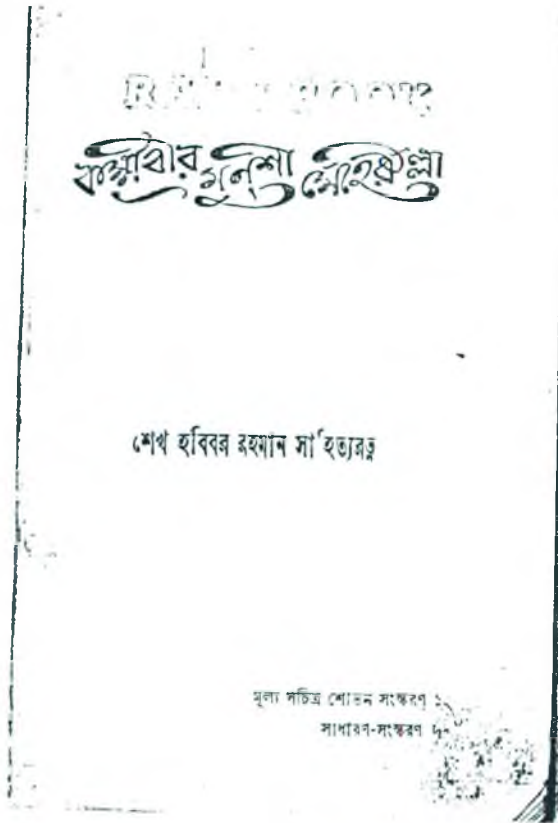 কর্ম্মবীর মুন্‌শী মেহেরুল্লা
শেখ হবিবর রহমান সাহিত্যরত্ন
মূল্য সচিত্র শোভন সংস্করণ
সাধারণ-সংস্করণ